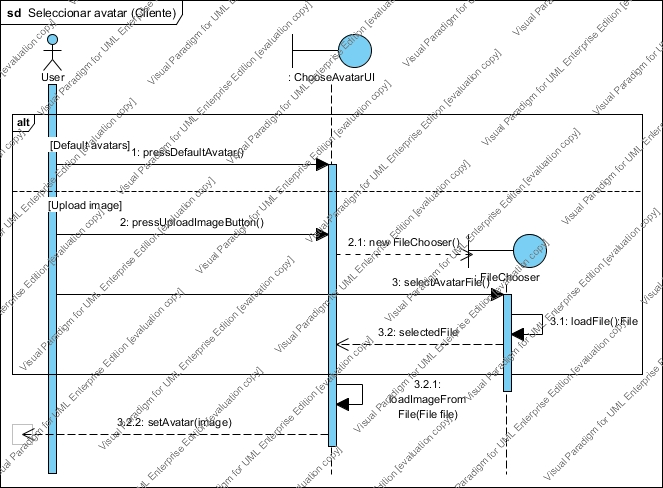 sd Seleccionar avatar (Cliente)
User
: ChooseAvatarUI
alt
[Default avatars]
1: pressDefaultAvatar()
[Upload image]
2: pressUploadImageButton()
2.1: new FileChooser()
FileChooser
3: selectAvatarFile()
3.1: loadFile():File
3.2: selectedFile
3.2.1:
loadImageFrom
File(File file)
3.2.2: setAvatar(image)
Visual Paradigm for UML Enterprise Edition [evaluation copy]